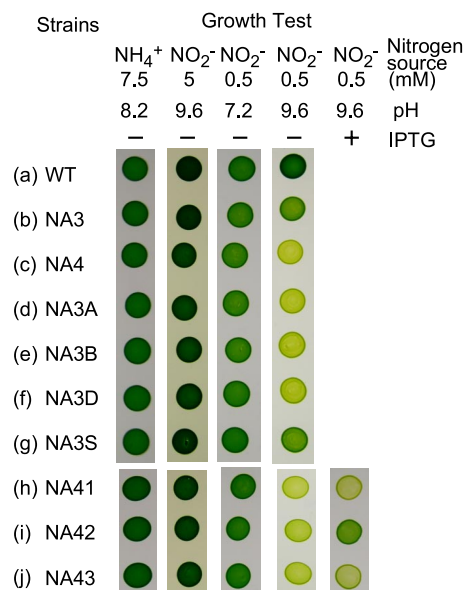 Strains Growth Test
NH4+ NO2- NO2- NO2- NO2- Nitrogen source
7.5 5 0.5 0.5 0.5 (mM)
8.2 9.6 7.2 9.6 9.6 pH
− − − − + IPTG
(a) WT
(b) NA3
(c) NA4
(d) NA3A
(e) NA3B
(f) NA3D
(g) NA3S
(h) NA41
(i) NA42
(j) NA43